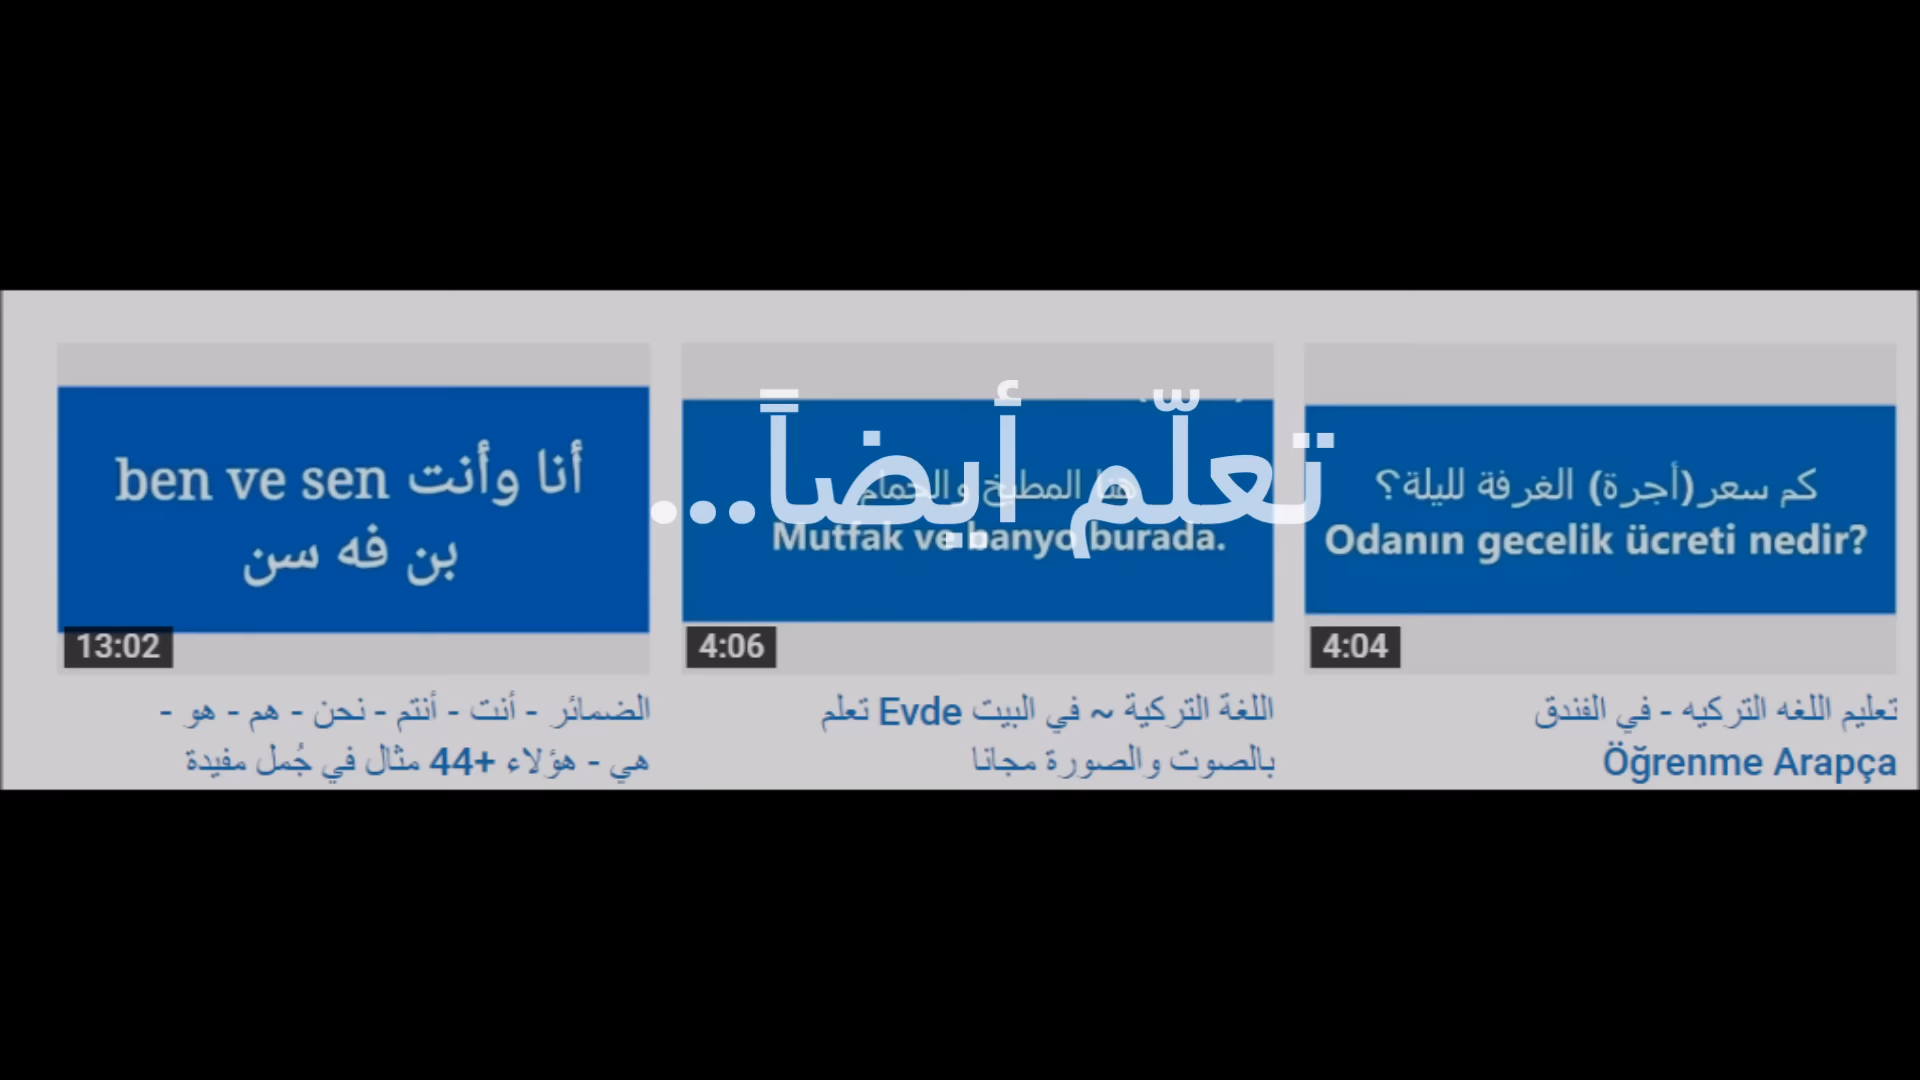 تعلّم أيضاً...
أنا وأنت ben ve sen
بن فه سن
13:02
الضمائر - أنت - أنتم - نحن - هم - هو -
هي - هؤلاء +44 مثال في جُمل مفيدة
هنا المطبخ والحمام
Mutfak ve banyo burada.
4:06
اللغة التركية ~ في البيت Evde تعلم
بالصوت والصورة مجانا
كم سعر(أجرة) الغرفة لليلة؟
Odanın gecelik ücreti nedir?
4:04
تعليم اللغه التركيه - في الفندق
Öğrenme Arapça